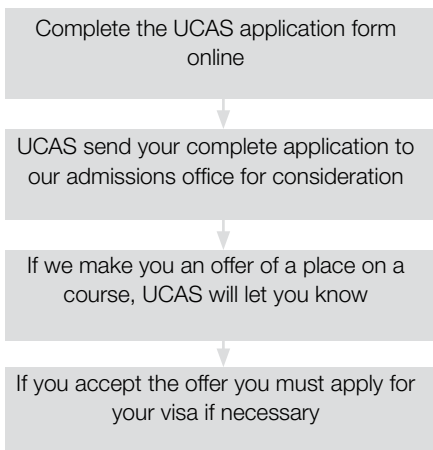 Complete the UCAS application form
online
UCAS send your complete application to
our admissions office for consideration
If we make you an offer of a place on a
course, UCAS will let you know
If you accept the offer you must apply for
your visa if necessary